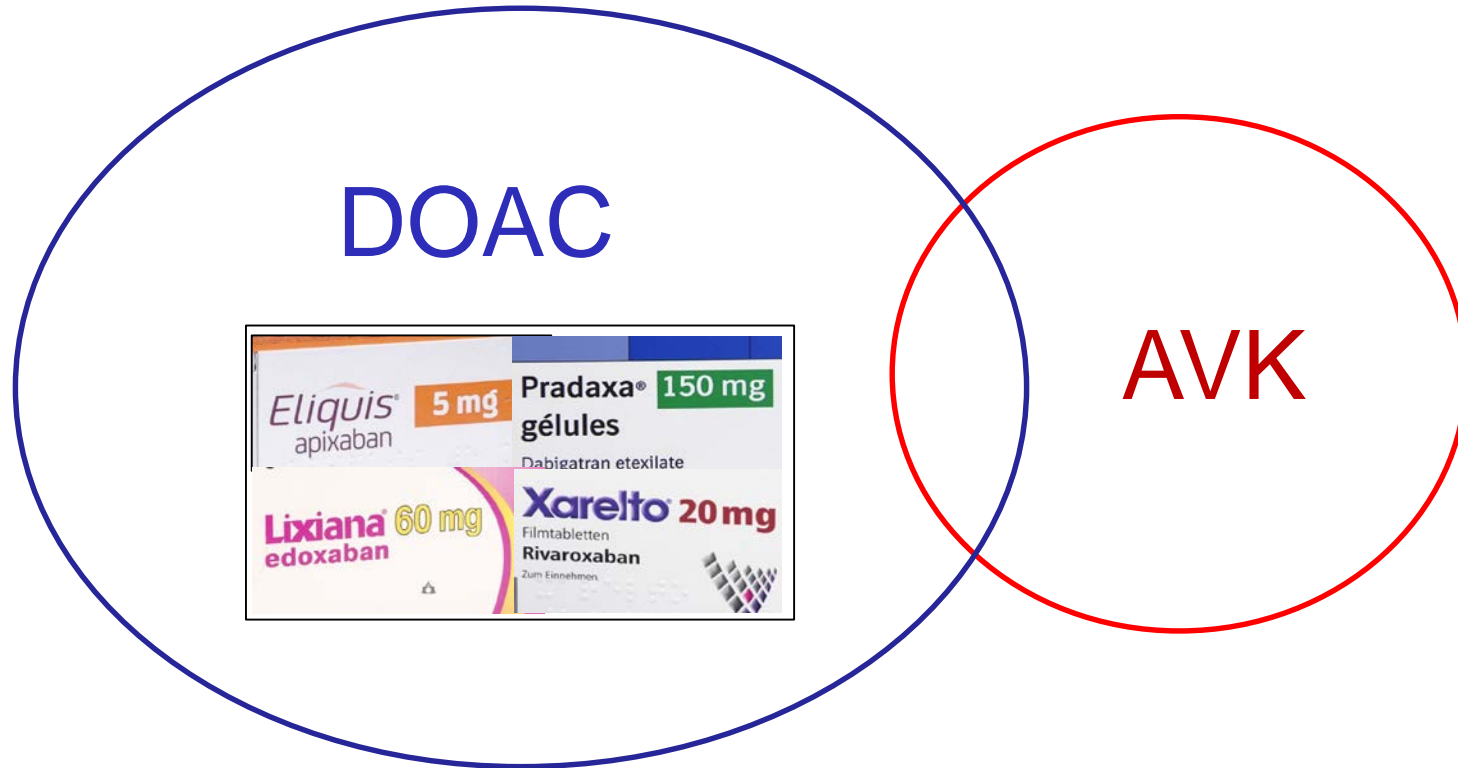 DOAC
AVK
Eliquis® 5 mg
apixaban
Pradaxa® 150 mg
gélules
Dabigatran etexilate
Lixiana® 60 mg
edoxaban
Xarelto® 20 mg
Filmtabletten
Rivaroxaban
Zum Einnehmen